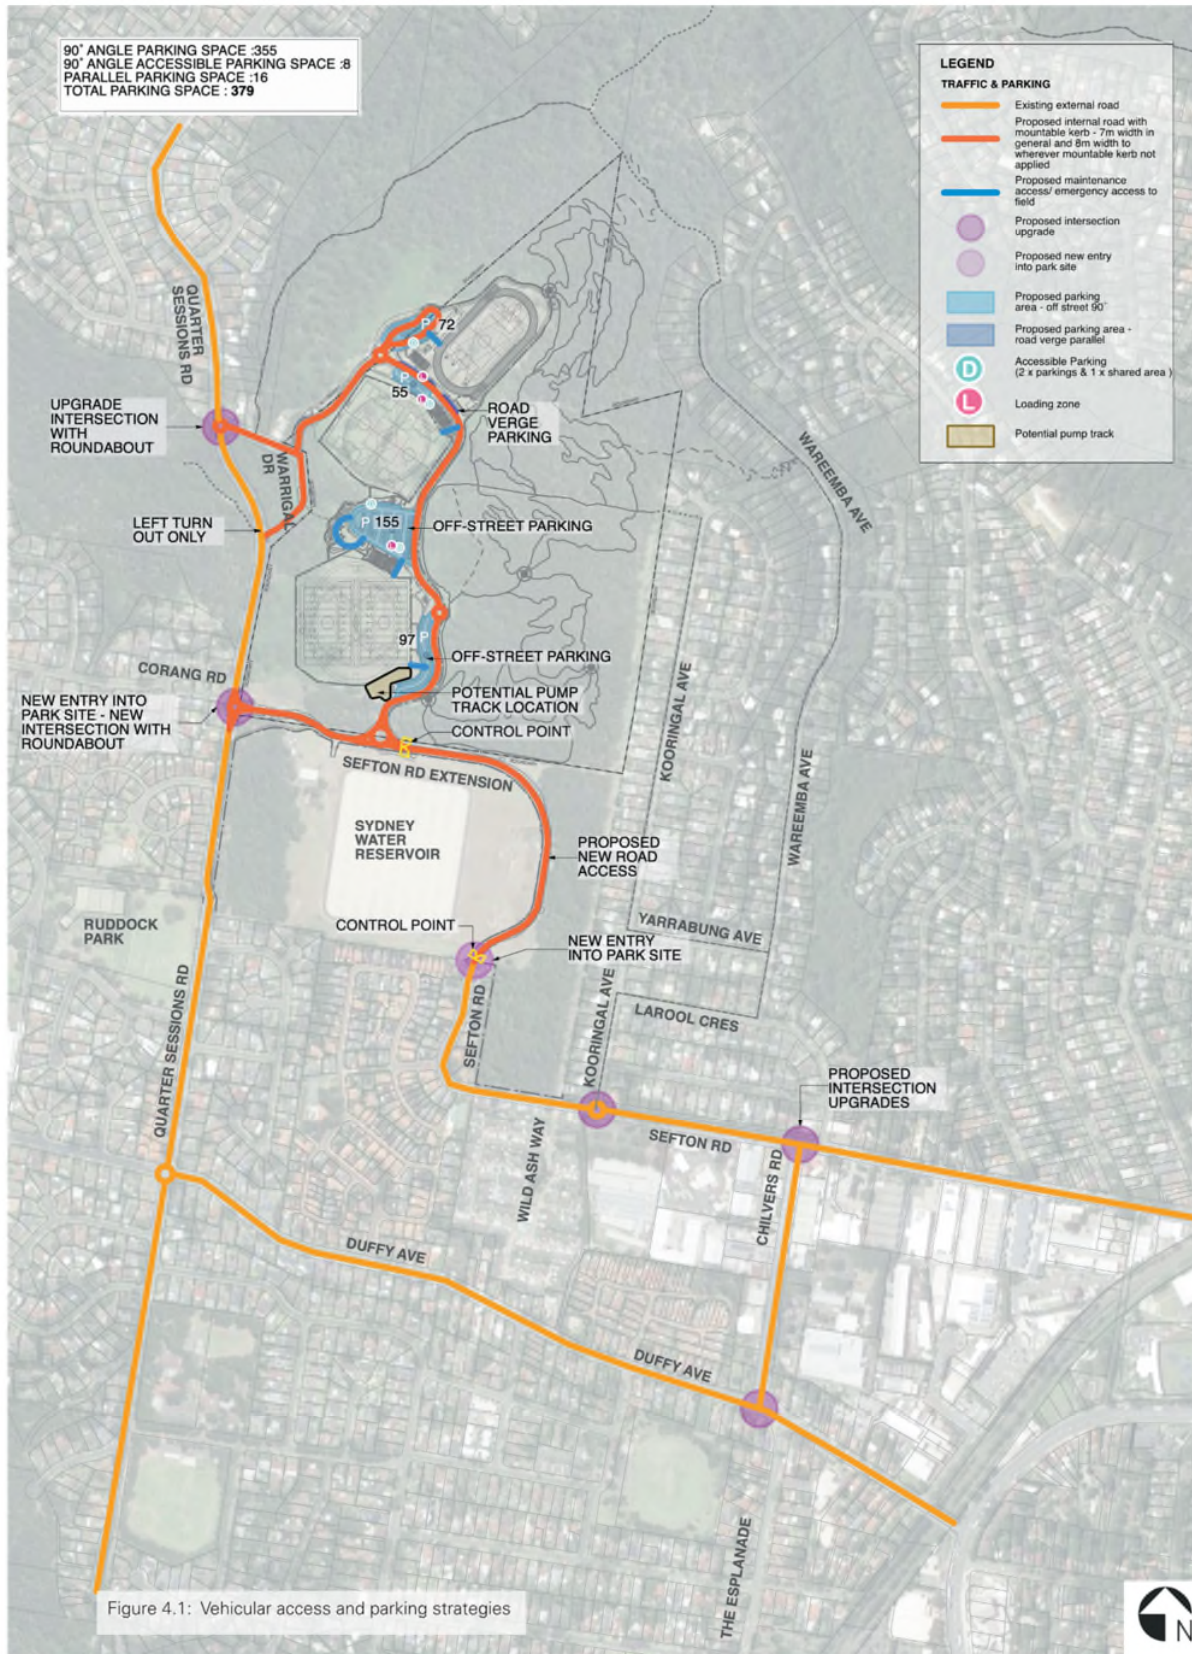 90° ANGLE PARKING SPACE :355
90° ANGLE ACCESSIBLE PARKING SPACE :8
PARALLEL PARKING SPACE :16
TOTAL PARKING SPACE : 379
LEGEND
TRAFFIC & PARKING
Existing external road
Proposed internal road with
mountable kerb - 7m width in
general and 8m width to
wherever mountable kerb not
applied
Proposed maintenance
access/ emergency access to
field
Proposed intersection
upgrade
Proposed new entry
into park site
Proposed parking
area - off street 90°
Proposed parking area -
road verge parallel
D
Accessible Parking
(2 x parkings & 1 x shared area )
L
Loading zone
Potential pump track
QUARTER
SESSIONS RD
P 72
P
55
L
L
ROAD
VERGE
PARKING
UPGRADE
INTERSECTION
WITH
ROUNDABOUT
WARRIGAL
DR
WAREEMBA AVE
LEFT TURN
OUT ONLY
P 155
L
OFF-STREET PARKING
97 P
OFF-STREET PARKING
CORANG RD
POTENTIAL PUMP
TRACK LOCATION
NEW ENTRY INTO
PARK SITE - NEW
INTERSECTION WITH
ROUNDABOUT
CONTROL POINT
KOORINGAL AVE
SEFTON RD EXTENSION
WAREEMBA AVE
SYDNEY
WATER
RESERVOIR
PROPOSED
NEW ROAD
ACCESS
RUDDOCK
PARK
CONTROL POINT
YARRABUNG AVE
NEW ENTRY
INTO PARK SITE
SEFTON RD
KOORINGAL AVE
LAROOL CRES
QUARTER SESSIONS RD
PROPOSED
INTERSECTION
UPGRADES
SEFTON RD
WILD ASH WAY
CHILVERS RD
DUFFY AVE
DUFFY AVE
THE ESPLANADE
Figure 4.1: Vehicular access and parking strategies
N